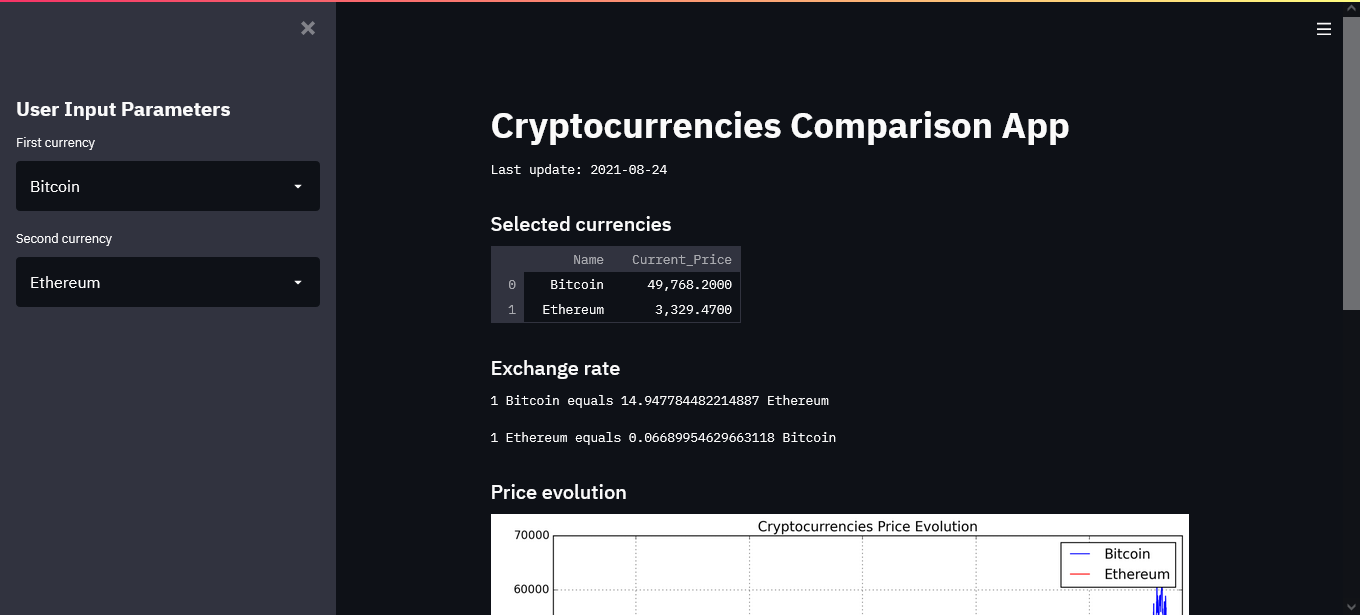 User Input Parameters
First currency
Bitcoin
Second currency
Ethereum
Cryptocurrencies Comparison App
Last update: 2021-08-24
Selected currencies
Name Current_Price
0 Bitcoin 49,768.2000
1 Ethereum 3,329.4700
Exchange rate
1 Bitcoin equals 14.947784482214887 Ethereum
1 Ethereum equals 0.06689954629663118 Bitcoin
Price evolution
Cryptocurrencies Price Evolution
70000
Bitcoin
Ethereum
60000